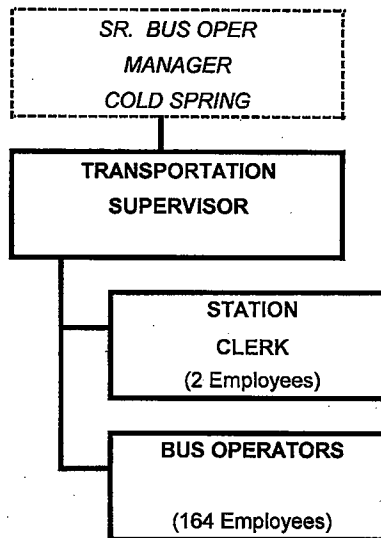 SR. BUS OPER
MANAGER
COLD SPRING
TRANSPORTATION
SUPERVISOR
STATION
CLERK
(2 Employees)
BUS OPERATORS
(164 Employees)